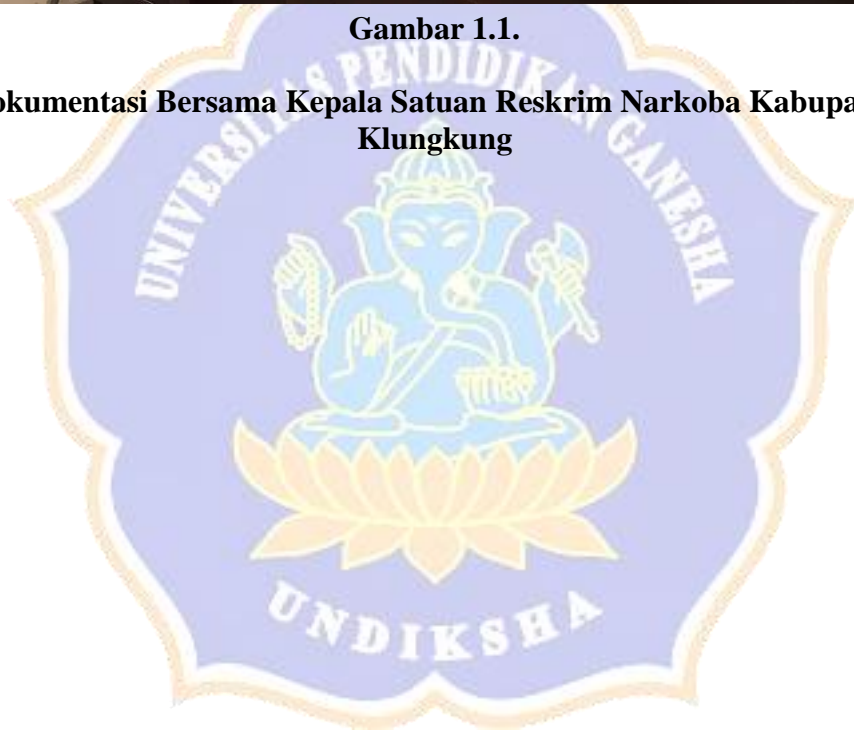 Gambar 1.1.
okumentasi Bersama Kepala Satuan Reskrim Narkoba Kabupa
Klungkung
UNIVERSITAS PENDIDIKAN GANESHA
UNDIKSHA